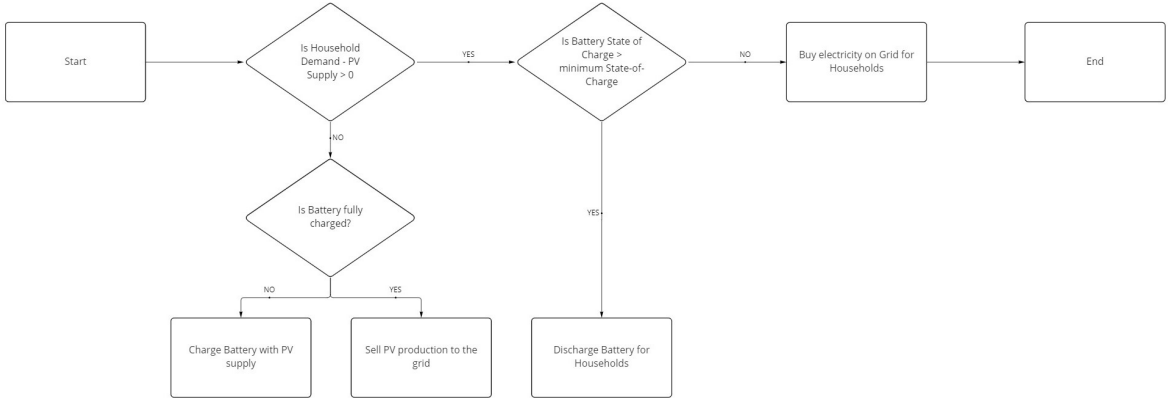 Start
Is Household
Demand - PV
Supply > 0
YES
Is Battery State of
Charge >
minimum State-of-
Charge
NO
Buy electricity on Grid for
Households
End
NO
Is Battery fully
charged?
YES
NO
YES
Charge Battery with PV
supply
Sell PV production to the
grid
Discharge Battery for
Households